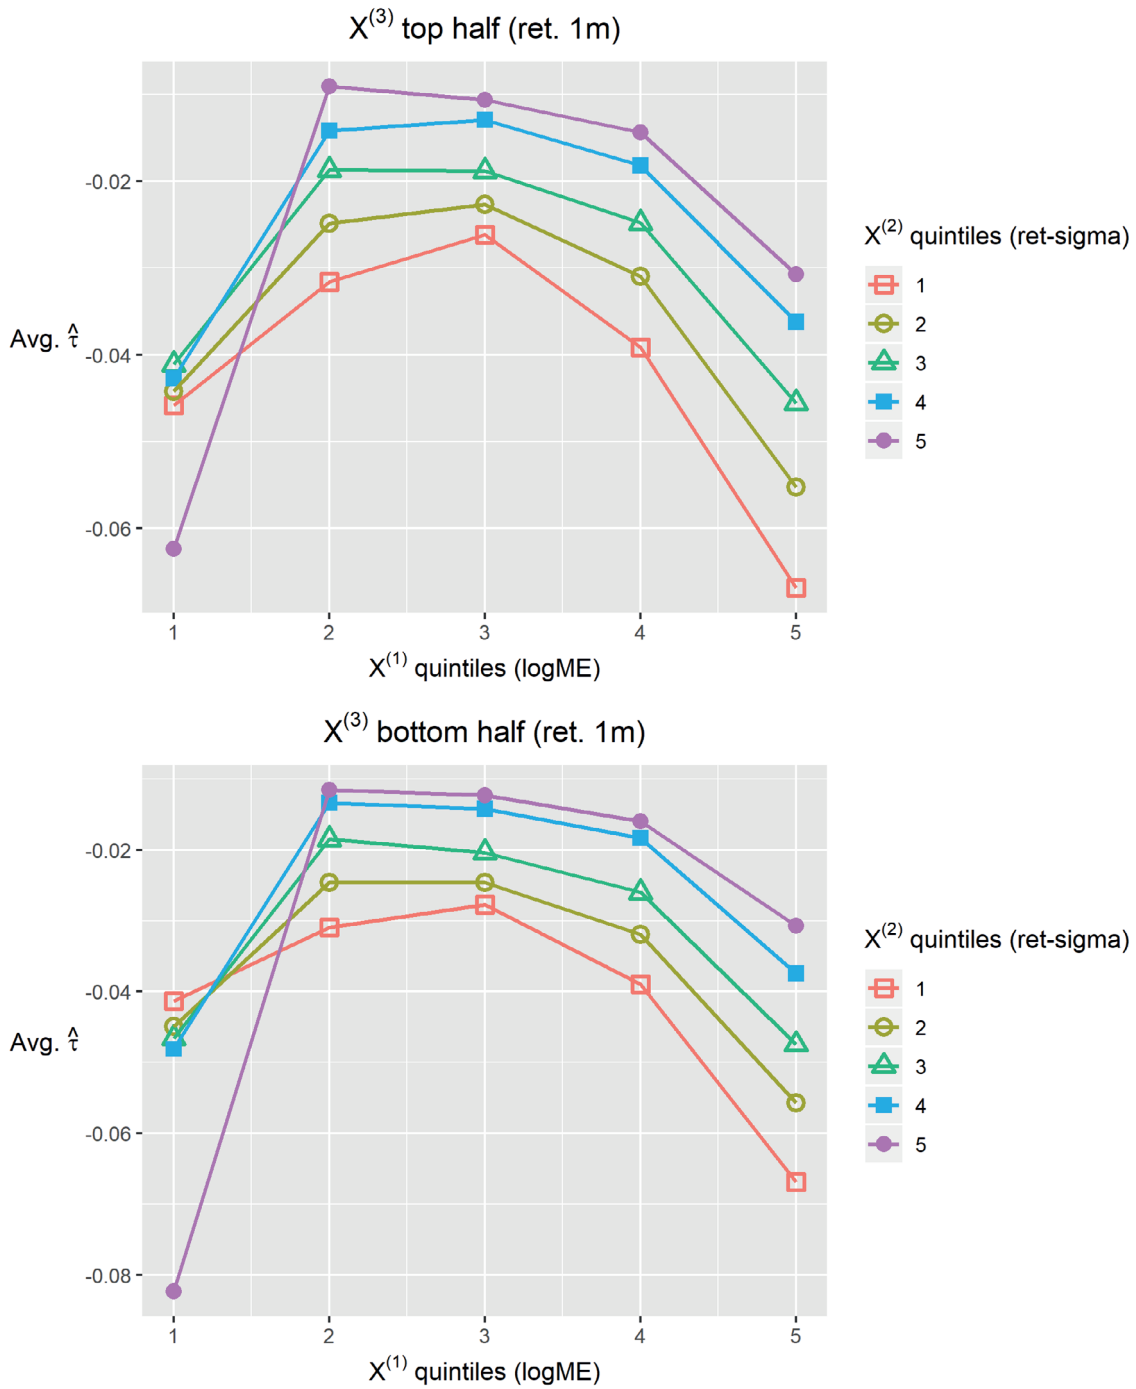 X⁽³⁾ top half (ret. 1m)
-0.02
-0.04
-0.06
Avg. τ̂
1 2 3 4 5
X⁽¹⁾ quintiles (logME)
X⁽²⁾ quintiles (ret-sigma)
1
2
3
4
5
X⁽³⁾ bottom half (ret. 1m)
-0.02
-0.04
-0.06
-0.08
Avg. τ̂
1 2 3 4 5
X⁽¹⁾ quintiles (logME)
X⁽²⁾ quintiles (ret-sigma)
1
2
3
4
5